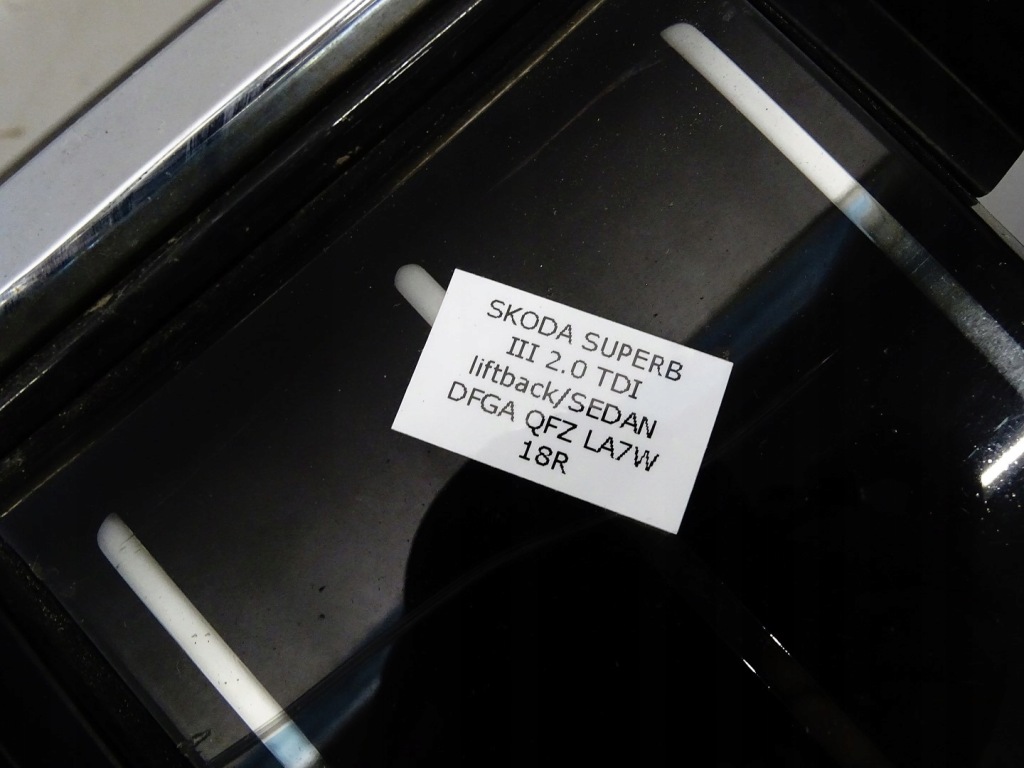 SKODA SUPERB
III 2.0 TDI
liftback/SEDAN
DFGA QFZ LA7W
18R